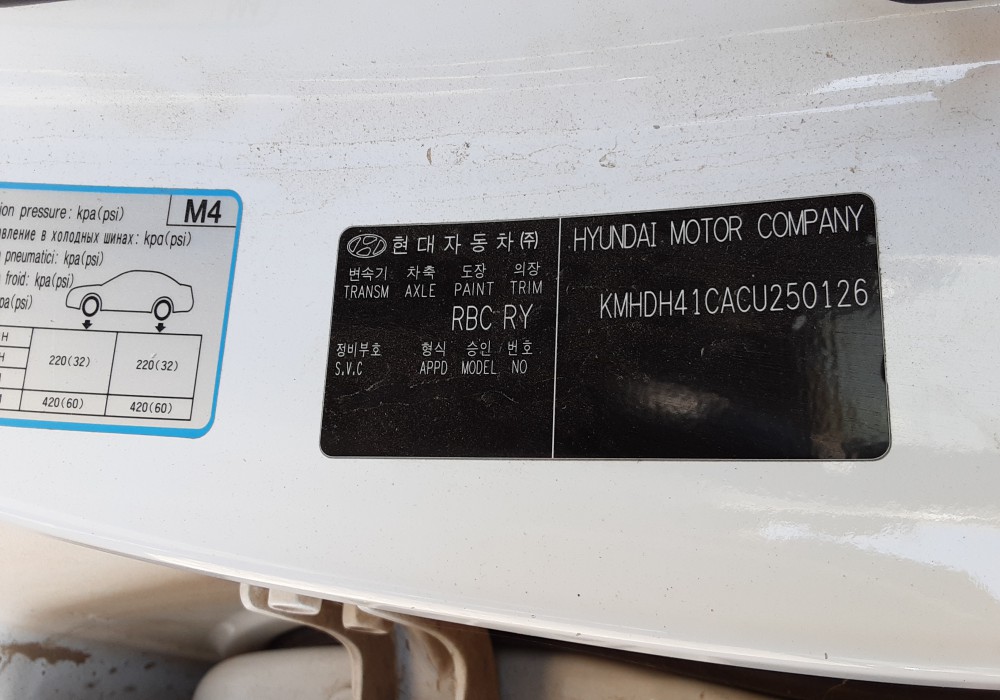 ion pressure: kpa(psi)
M4
авление в холодных шинах: kpa(psi)
pneumatici: kpa(psi)
froid: kpa(psi)
pa(psi)
H
H
220(32) 220(32)
420(60) 420(60)
현대자동차(주)
변속기 차축 도장 의장
TRANSM AXLE PAINT TRIM
RBC RY
정비부호 형식 승인 번호
S.V.C APPD MODEL NO
HYUNDAI MOTOR COMPANY
KMHDH41CACU250126